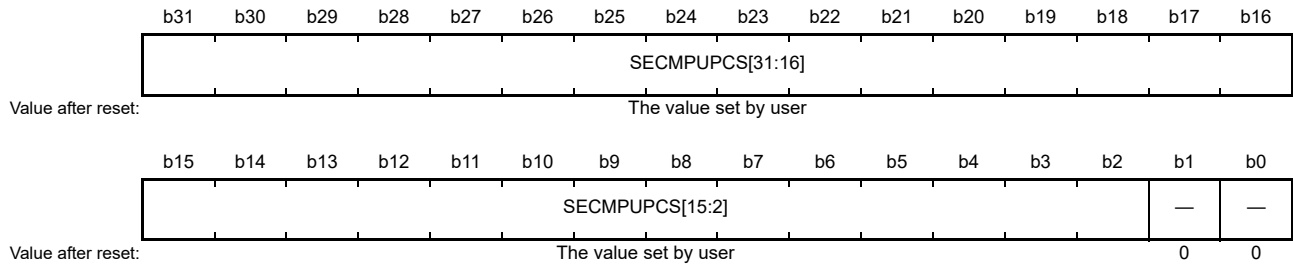 b31 b30 b29 b28 b27 b26 b25 b24 b23 b22 b21 b20 b19 b18 b17 b16
SECMPUPCS[31:16]
Value after reset: The value set by user
b15 b14 b13 b12 b11 b10 b9 b8 b7 b6 b5 b4 b3 b2 b1 b0
SECMPUPCS[15:2] — —
Value after reset: The value set by user 0 0